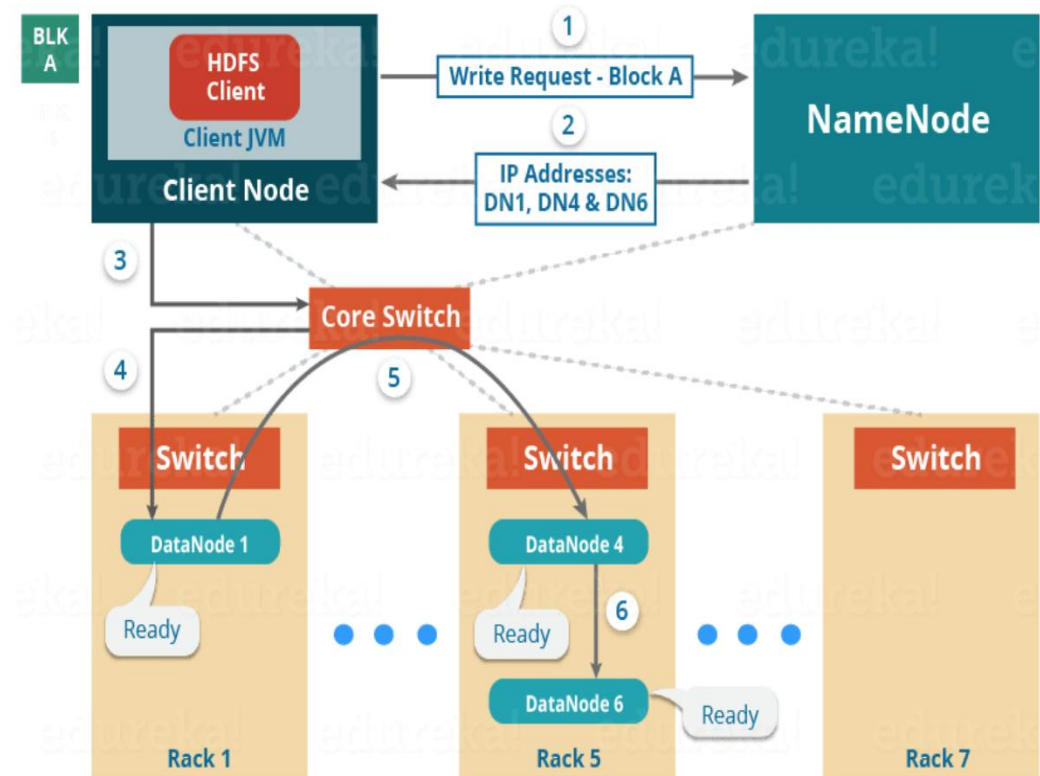 BLK
A
HDFS
Client
Client JVM
Client Node
1
Write Request - Block A
2
IP Addresses:
DN1, DN4 & DN6
NameNode
3
Core Switch
4
5
Switch
Switch
Switch
DataNode 1
DataNode 4
Ready
Ready
6
DataNode 6
Ready
Rack 1
Rack 5
Rack 7
edureka!